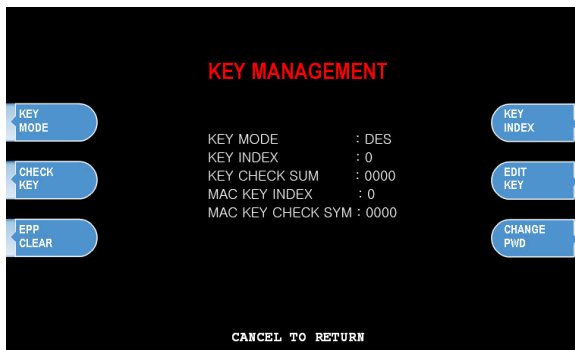 KEY MANAGEMENT
KEY
MODE
KEY
INDEX
KEY MODE : DES
KEY INDEX : 0
KEY CHECK SUM : 0000
MAC KEY INDEX : 0
MAC KEY CHECK SYM : 0000
CHECK
KEY
EDIT
KEY
EPP
CLEAR
CHANGE
PWD
CANCEL TO RETURN